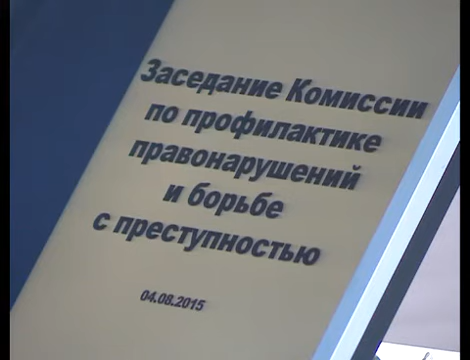 Заседание Комиссии
по профилактике
правонарушений
и борьбе
с преступностью
04.08.2015